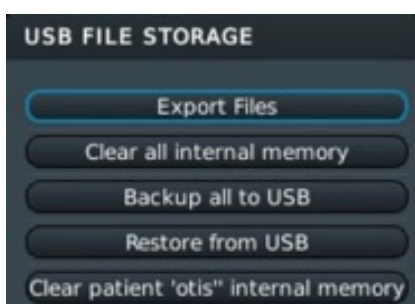 USB FILE STORAGE
Export Files
Clear all internal memory
Backup all to USB
Restore from USB
Clear patient 'otis'' internal memory